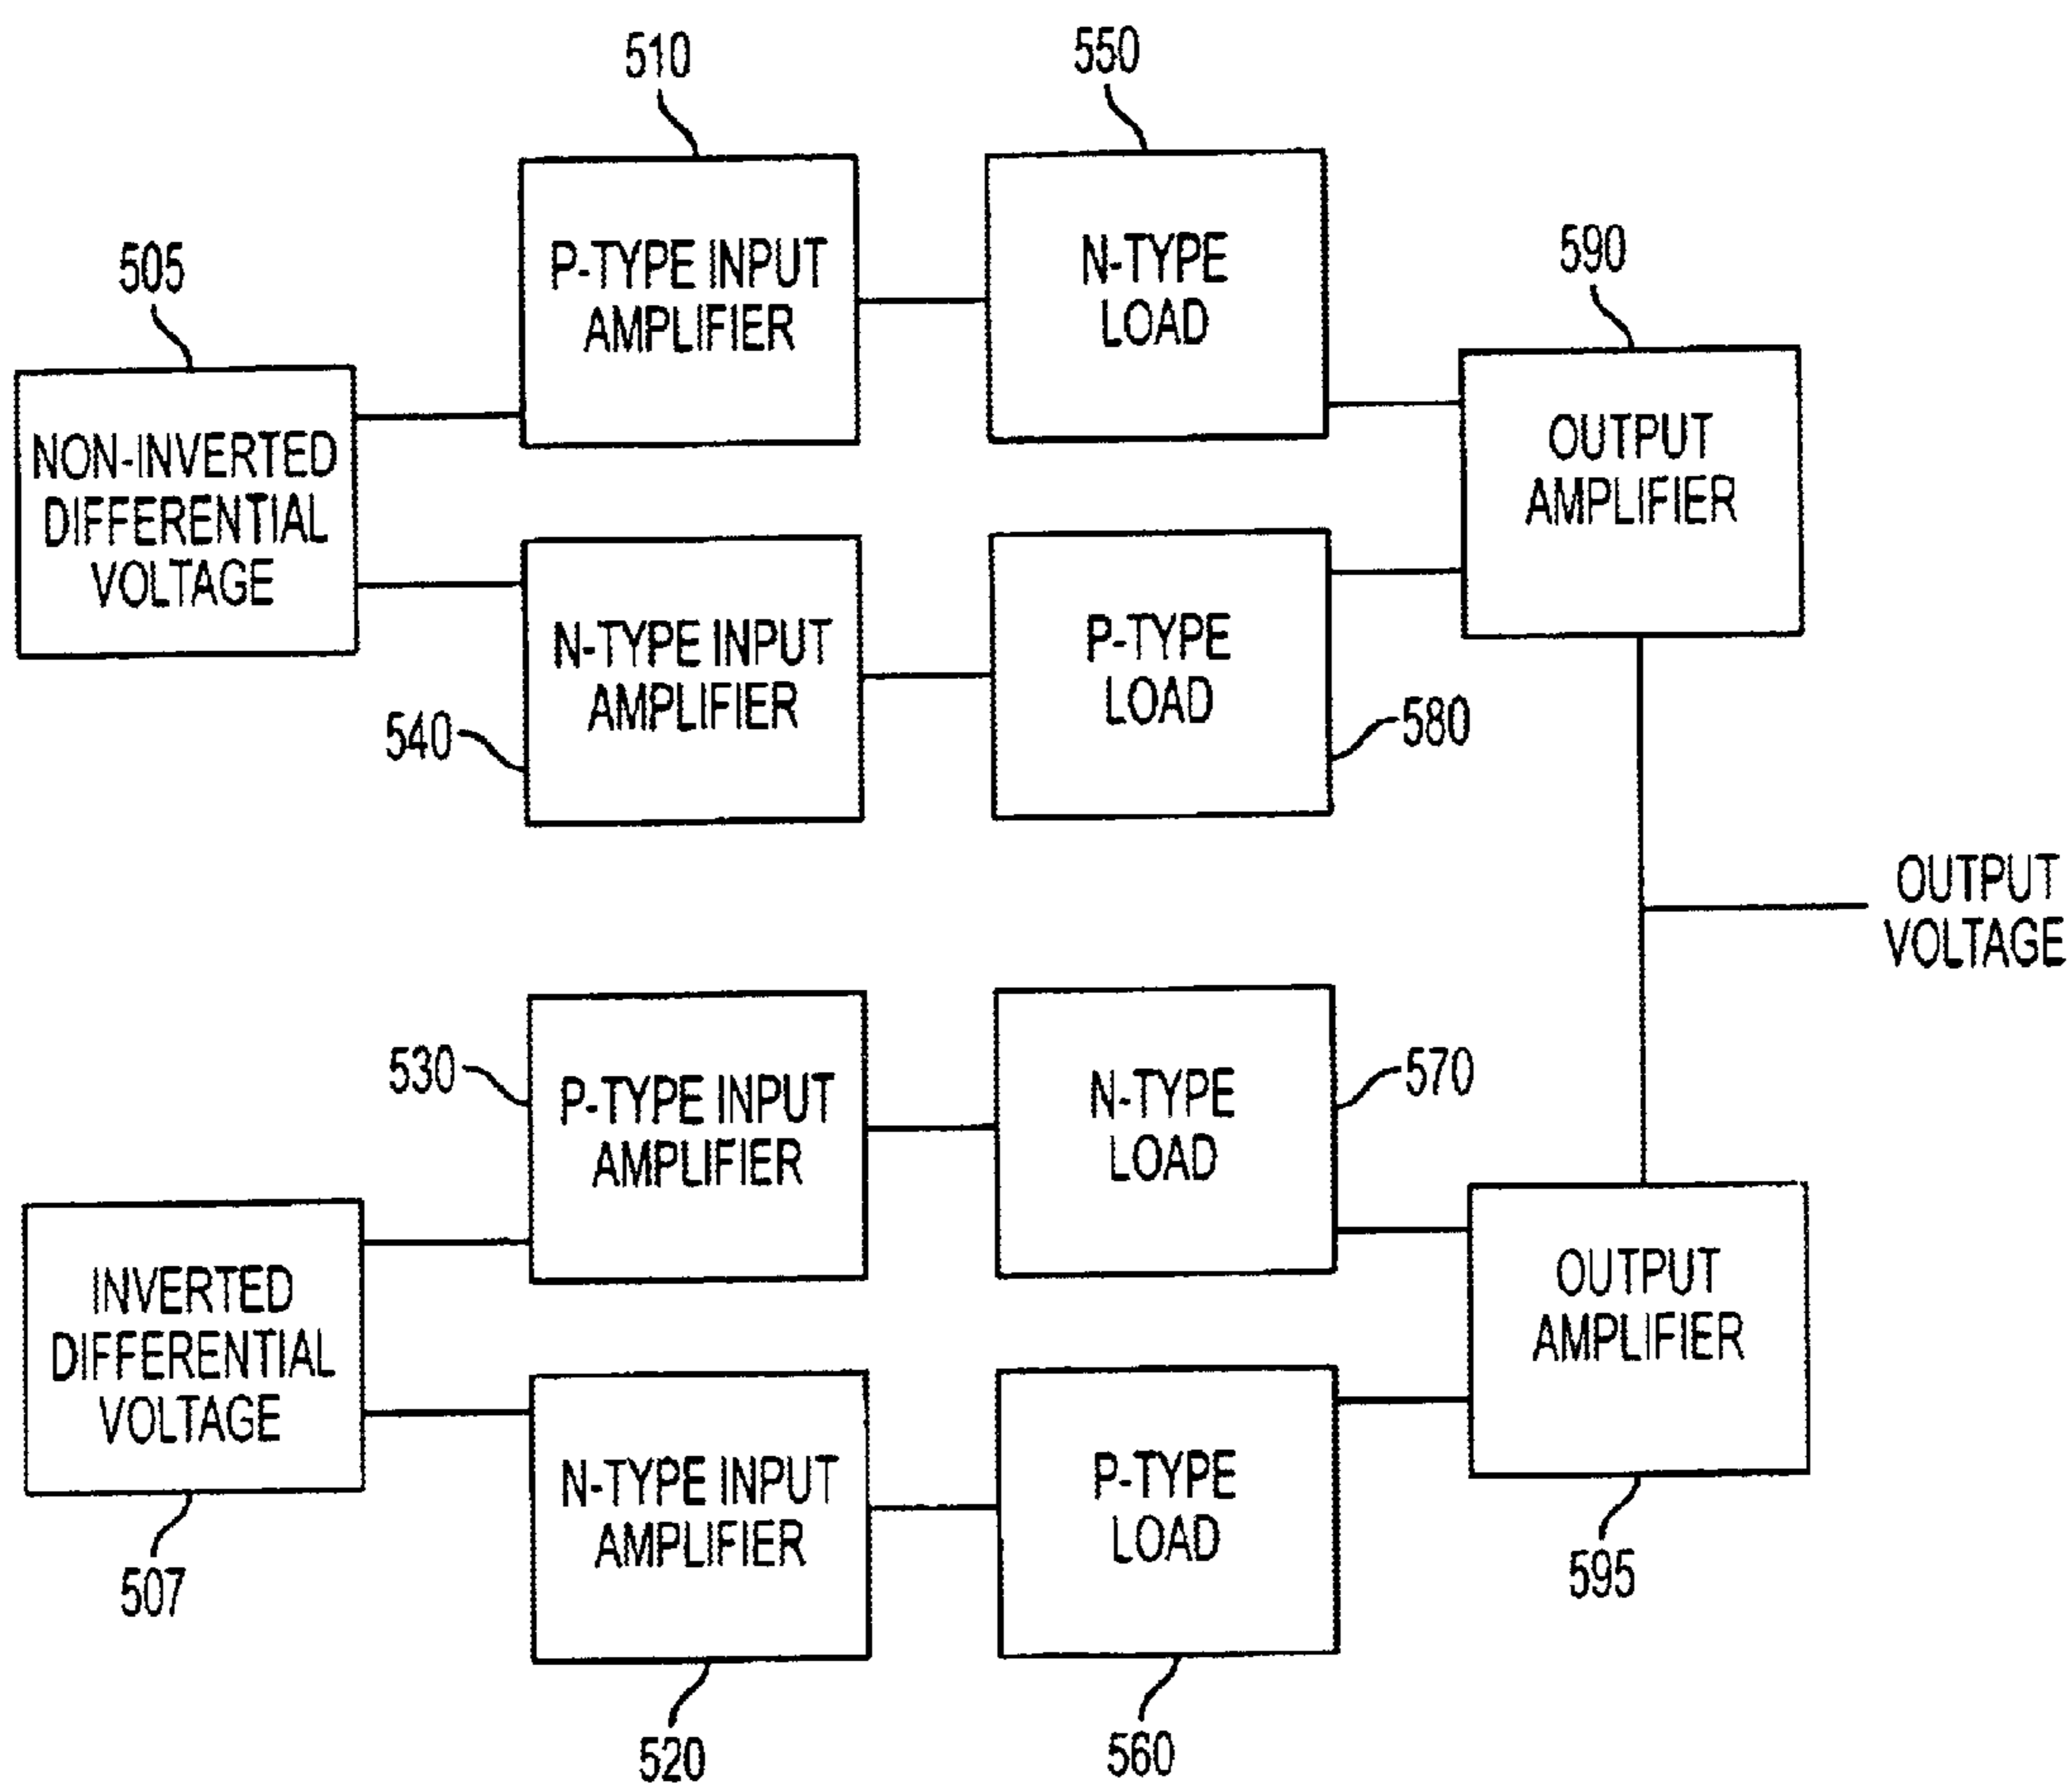 510
550
P-TYPE INPUT
AMPLIFIER
N-TYPE
LOAD
505
590
NON-INVERTED
DIFFERENTIAL
VOLTAGE
OUTPUT
AMPLIFIER
N-TYPE INPUT
AMPLIFIER
540
P-TYPE
LOAD
580
OUTPUT
VOLTAGE
530
P-TYPE INPUT
AMPLIFIER
N-TYPE
LOAD
570
INVERTED
DIFFERENTIAL
VOLTAGE
OUTPUT
AMPLIFIER
N-TYPE INPUT
AMPLIFIER
P-TYPE
LOAD
507
595
520
560